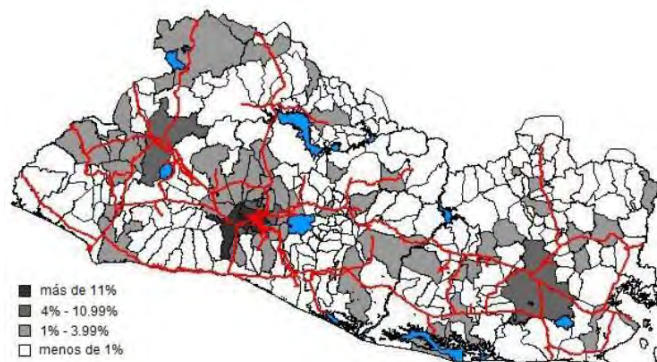 más de 11%
4% - 10.99%
1% - 3.99%
menos de 1%